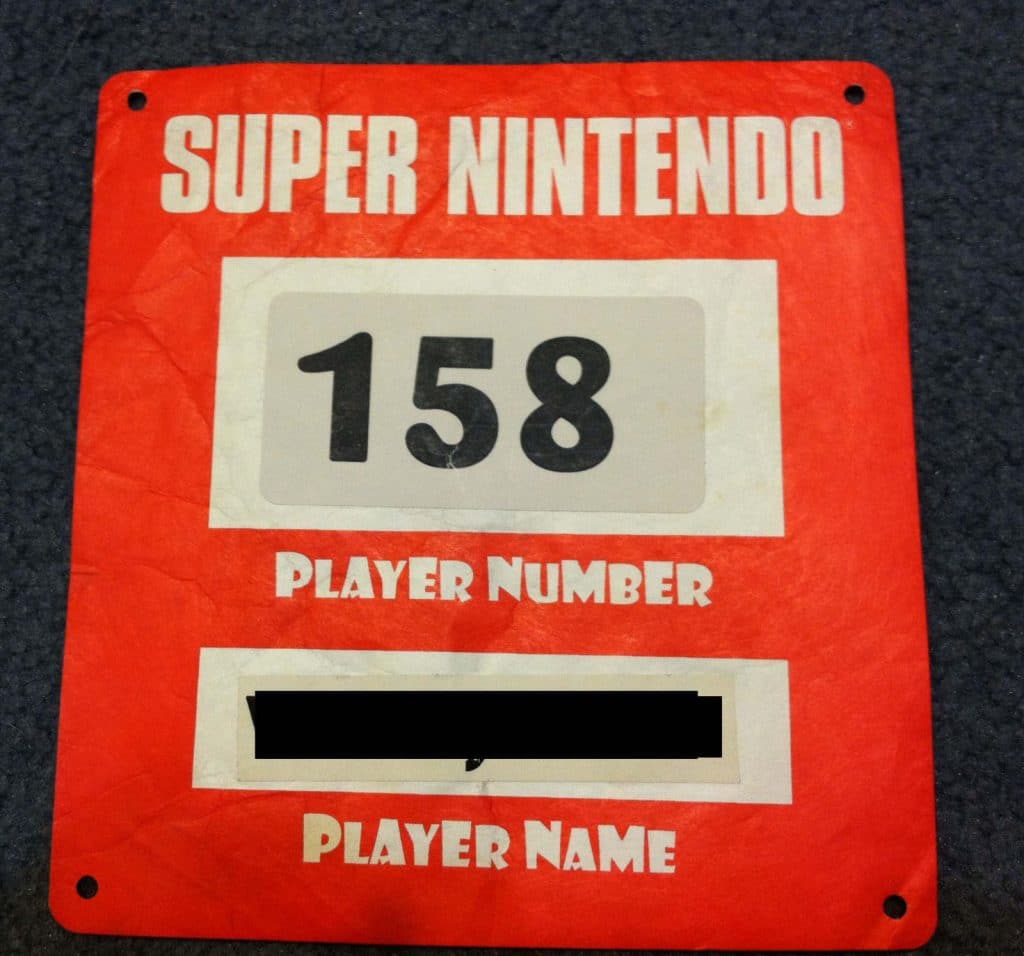 SUPER NINTENDO
158
PLAYER NUMBER
PLAYER NAME